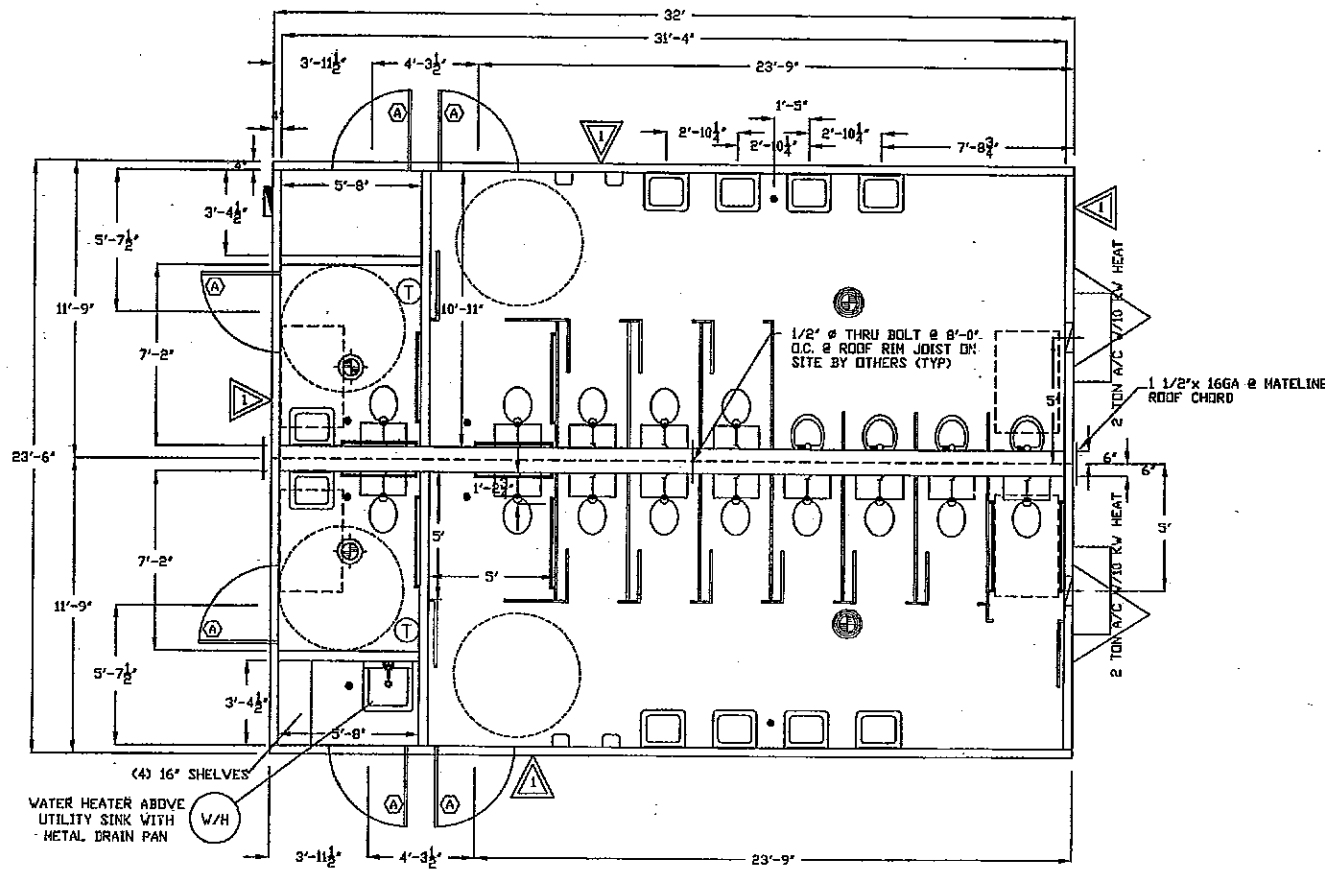 32'
31'-4"
3'-11½"
4'-3½"
23'-9"
1'-5"
2'-10¼"
2'-10¼"
2'-10¼"
7'-8¾"
A
A
4"
4"
1
1
5'-8"
3'-4½"
5'-7½"
11'-9"
A
T
10'-11"
7'-2"
1
1/2" ø THRU BOLT @ 8'-0"
O.C. @ ROOF RIM JOIST ON
SITE BY OTHERS (TYP)
2 TON A/C W/10 KW HEAT
5'
1 1/2"x 16GA @ MATELINE
ROOF CHORD
6"
6"
23'-6"
5'
5'
5'
7'-2"
11'-9"
A
T
5'-7½"
3'-4½"
5'-8"
2 TON A/C W/10 KW HEAT
(4) 16" SHELVES
WATER HEATER ABOVE
UTILITY SINK WITH
METAL DRAIN PAN
W/H
A
A
1
3'-11½"
4'-3½"
23'-9"